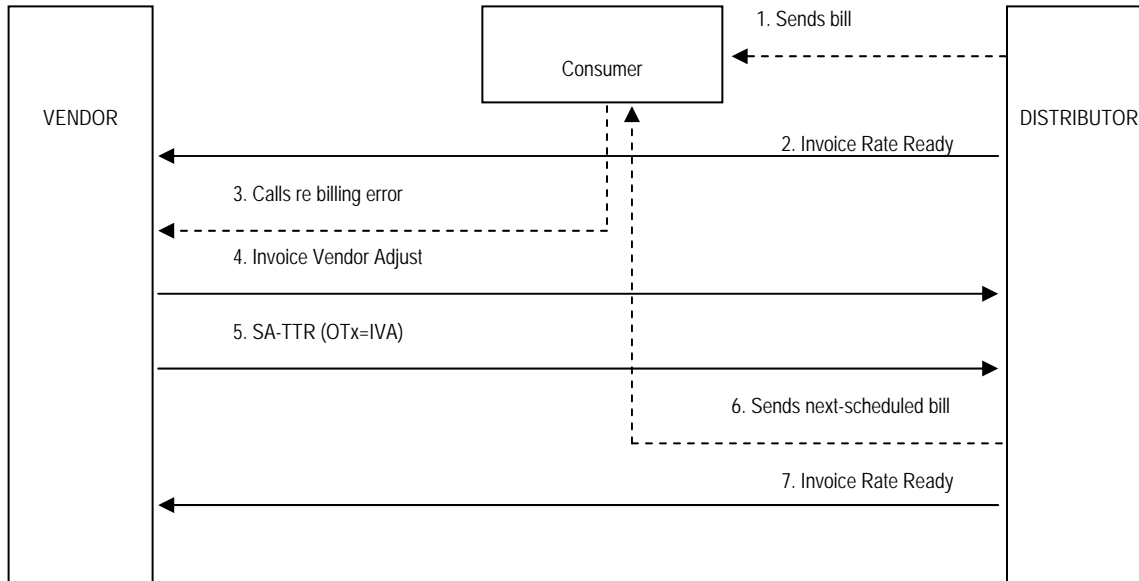 1. Sends bill
Consumer
VENDOR
DISTRIBUTOR
2. Invoice Rate Ready
3. Calls re billing error
4. Invoice Vendor Adjust
5. SA-TTR (OTx=IVA)
6. Sends next-scheduled bill
7. Invoice Rate Ready